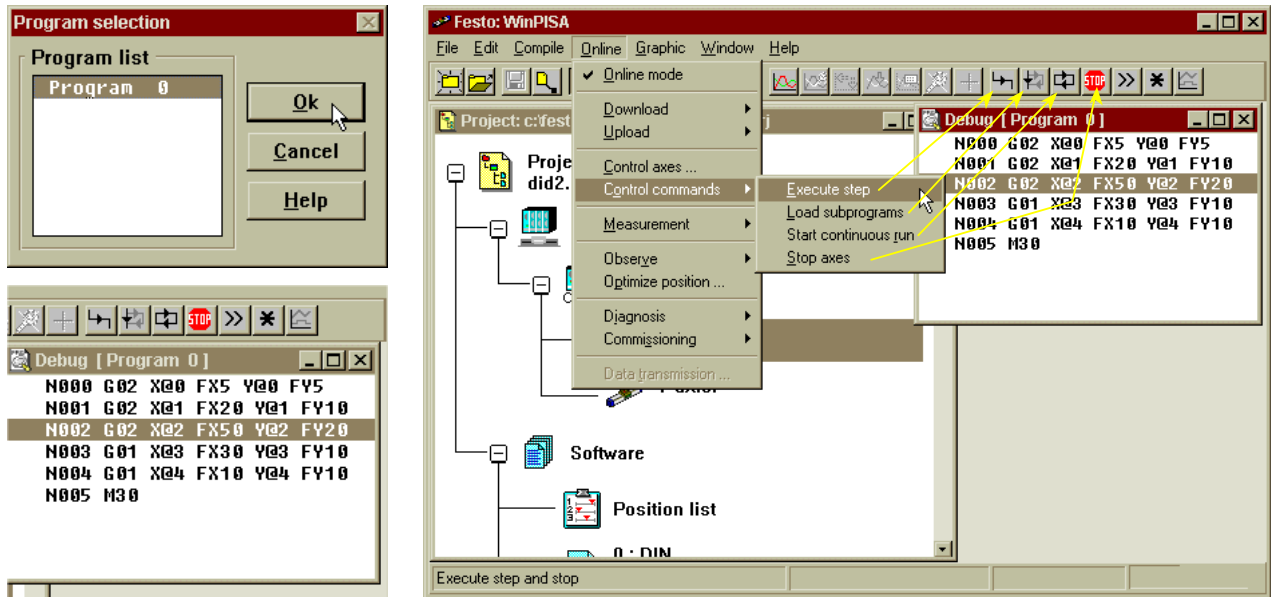 Program selection
Program list
Program 0
Ok
Cancel
Help
Debug [ Program 0 ]
N000 G02 X@0 FX5 Y@0 FY5
N001 G02 X@1 FX20 Y@1 FY10
N002 G02 X@2 FX50 Y@2 FY20
N003 G01 X@3 FX30 Y@3 FY10
N004 G01 X@4 FX10 Y@4 FY10
N005 M30
STOP
Festo: WinPISA
File Edit Compile Online Graphic Window Help
STOP
Online mode
Download
Upload
Control axes ...
Control commands
Measurement
Observe
Optimize position ...
Diagnosis
Commissioning
Data transmission ...
Execute step
Load subprograms
Start continuous run
Stop axes
Project: c:\fest
Proje
did2.
Software
Position list
0 : DIN
Debug [ Program 0 ]
N000 G02 X@0 FX5 Y@0 FY5
N001 G02 X@1 FX20 Y@1 FY10
N002 G02 X@2 FX50 Y@2 FY20
N003 G01 X@3 FX30 Y@3 FY10
N004 G01 X@4 FX10 Y@4 FY10
N005 M30
Execute step and stop